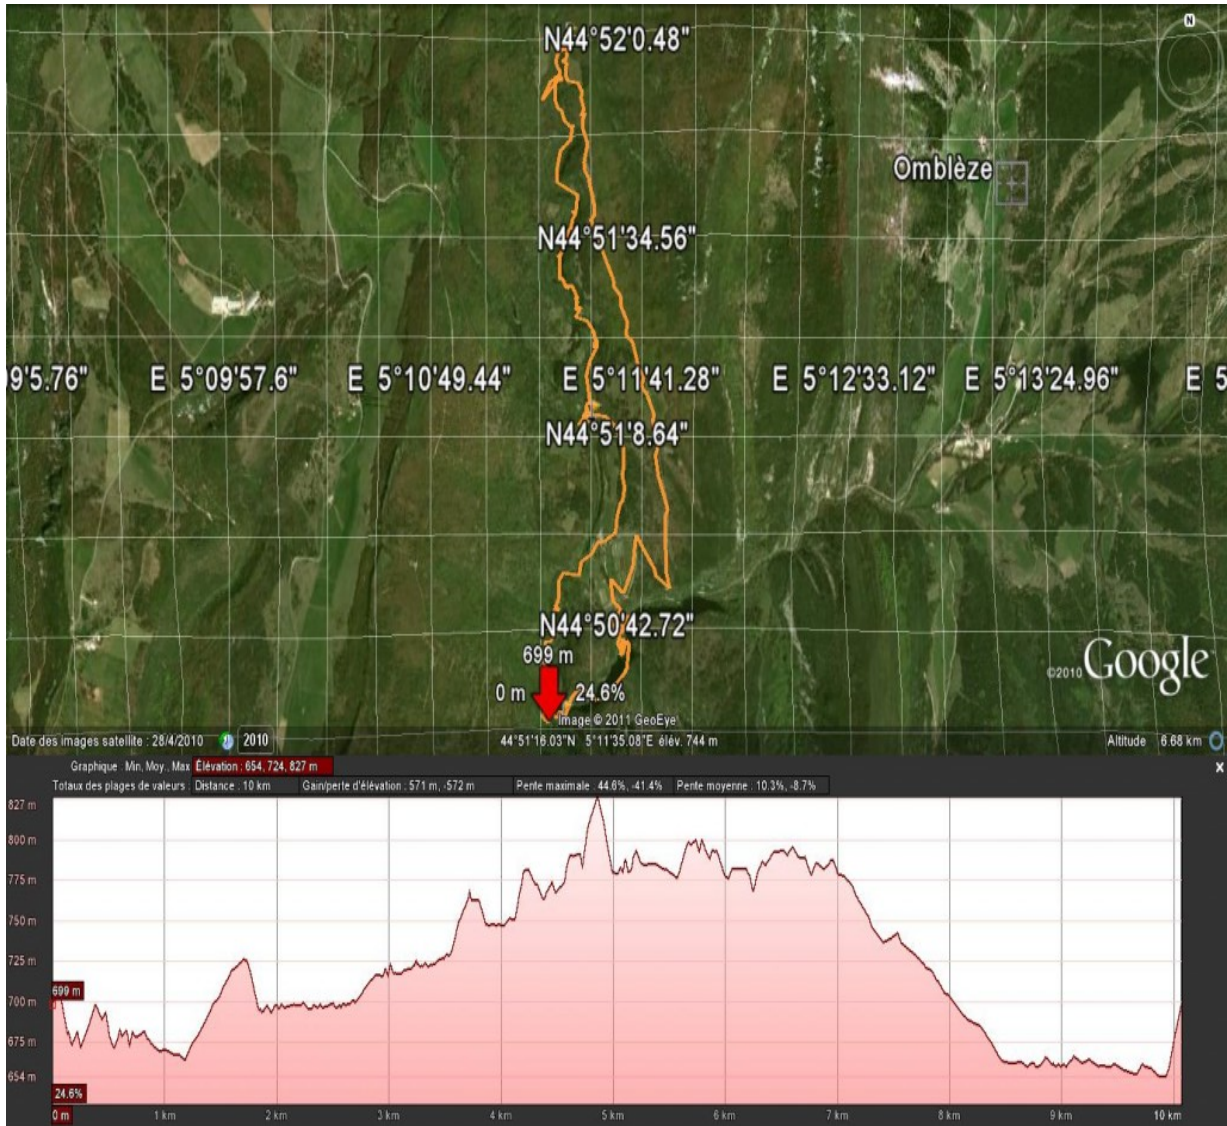 N
N44°52'0.48"
Omblèze
N44°51'34.56"
09'5.76" E 5°09'57.6" E 5°10'49.44" E 5°11'41.28" E 5°12'33.12" E 5°13'24.96" E 5
N44°51'8.64"
N44°50'42.72"
699 m
0 m 24.6%
©2010 Google
Image © 2011 GeoEye
Date des images satellite : 28/4/2010 2010 44°51'16.03"N 5°11'35.08"E élév. 744 m Altitude 6.68 km
Graphique : Min, Moy., Max Élévation : 654, 724, 827 m X
Totaux des plages de valeurs : Distance : 10 km Gain/perte d'élévation : 571 m, -572 m Pente maximale : 44.6%, -41.4% Pente moyenne : 10.3%, -8.7%
827 m
800 m
775 m
750 m
725 m
700 m
699 m
675 m
654 m
24.6%
0 m 1 km 2 km 3 km 4 km 5 km 6 km 7 km 8 km 9 km 10 km